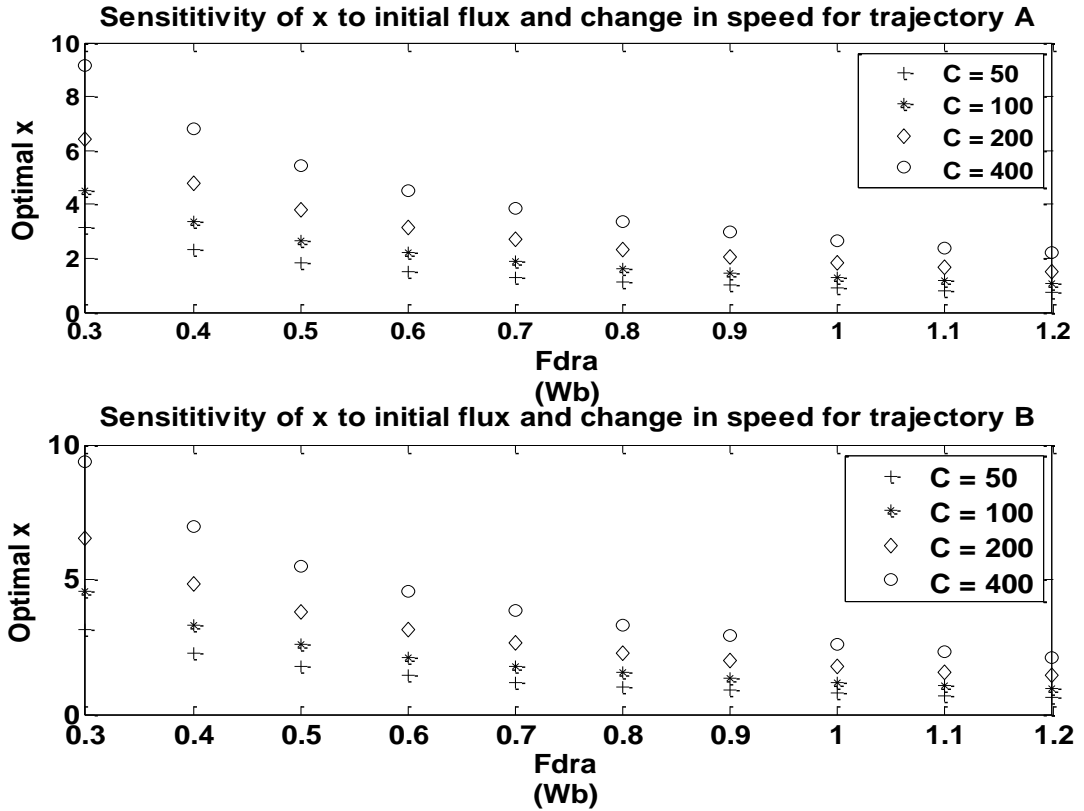 Sensititivity of x to initial flux and change in speed for trajectory A
10
8
6
4
2
0
Optimal x
C = 50
C = 100
C = 200
C = 400
0.3 0.4 0.5 0.6 0.7 0.8 0.9 1 1.1 1.2
Fdra
(Wb)
Sensititivity of x to initial flux and change in speed for trajectory B
10
5
0
Optimal x
C = 50
C = 100
C = 200
C = 400
0.3 0.4 0.5 0.6 0.7 0.8 0.9 1 1.1 1.2
Fdra
(Wb)